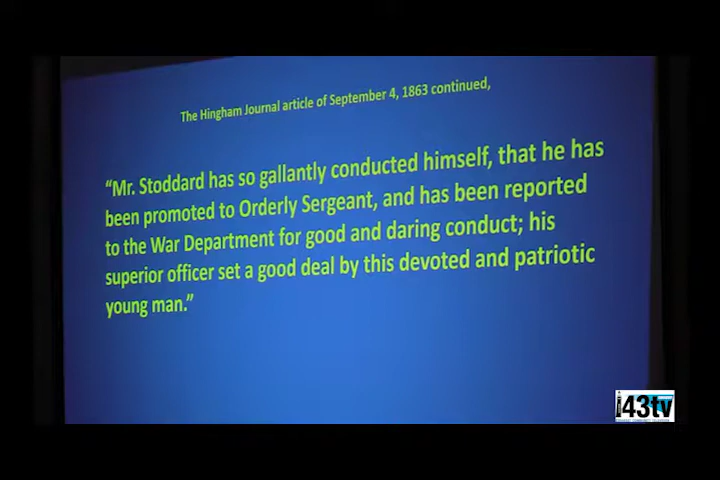 The Hingham Journal article of September 4, 1863 continued,
“Mr. Stoddard has so gallantly conducted himself, that he has
been promoted to Orderly Sergeant, and has been reported
to the War Department for good and daring conduct; his
superior officer set a good deal by this devoted and patriotic
young man.”
43tv